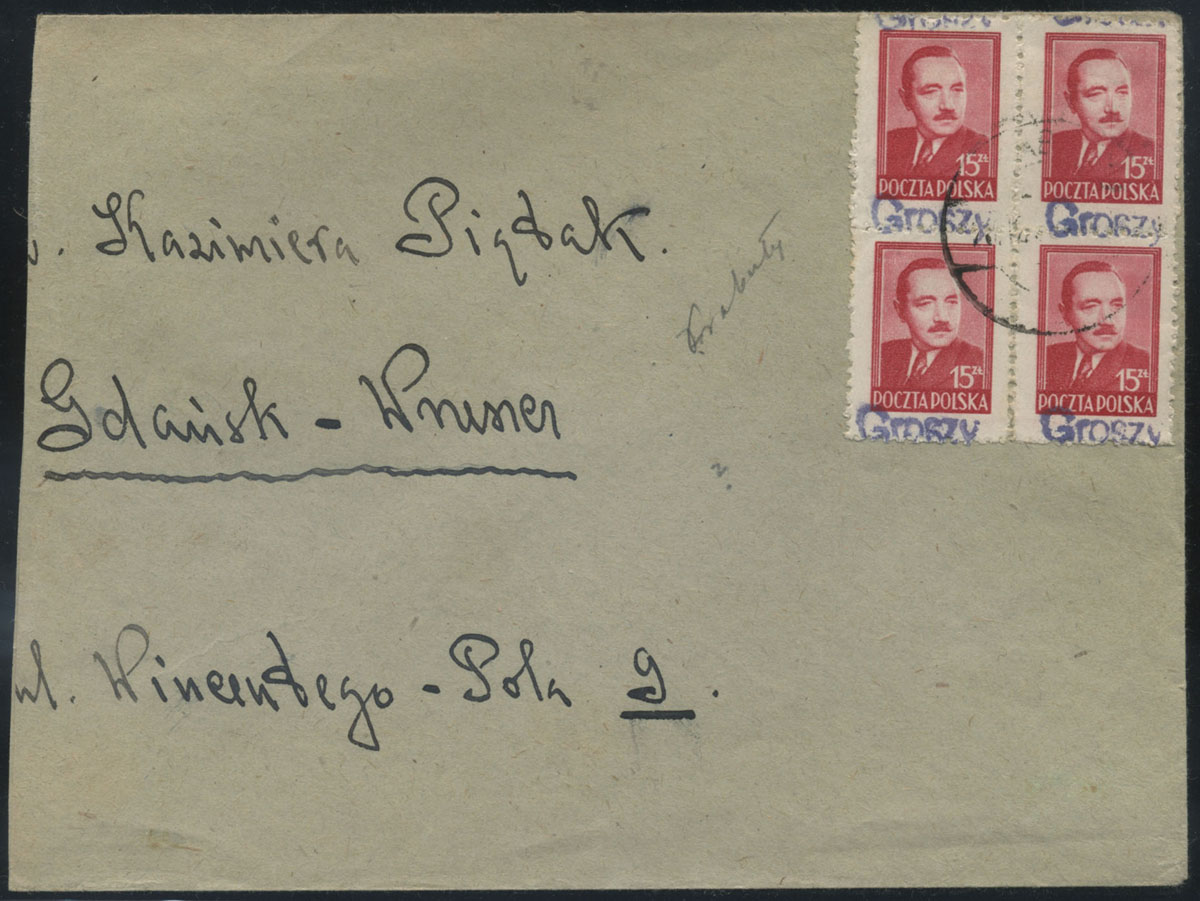 Groszy
15 ZŁ
POCZTA POLSKA
15 ZŁ
POCZTA POLSKA
Groszy
Groszy
15 ZŁ
POCZTA POLSKA
15 ZŁ
POCZTA POLSKA
Groszy
Groszy
Kazimiera Piątak.
Gdańsk -
?
ul. Wincentego - Pola 9.